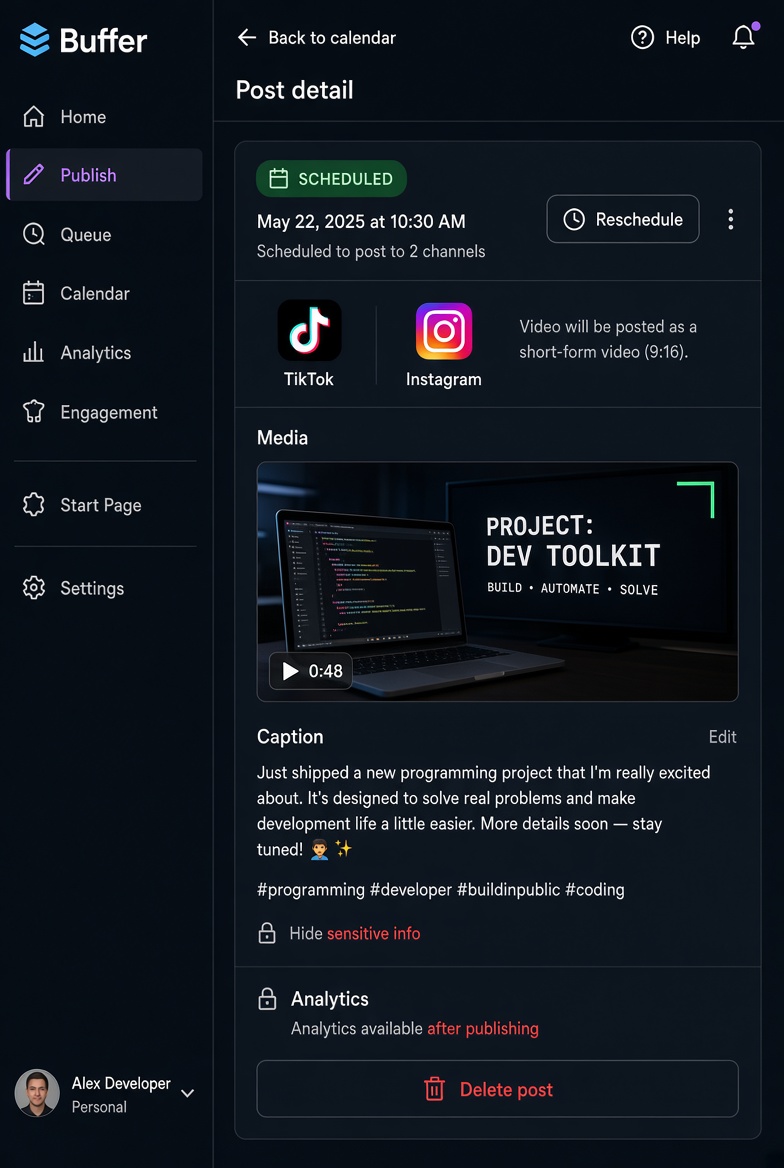 Buffer
Home
Publish
Queue
Calendar
Analytics
Engagement
Start Page
Settings
Alex Developer
Personal
Back to calendar
Help
Post detail
SCHEDULED
May 22, 2025 at 10:30 AM
Scheduled to post to 2 channels
Reschedule
TikTok
Instagram
Video will be posted as a
short-form video (9:16).
Media
PROJECT:
DEV TOOLKIT
BUILD • AUTOMATE • SOLVE
0:48
Caption
Edit
Just shipped a new programming project that I'm really excited
about. It's designed to solve real problems and make
development life a little easier. More details soon — stay
tuned! 👨‍💻 ✨
#programming #developer #buildinpublic #coding
Hide sensitive info
Analytics
Analytics available after publishing
Delete post